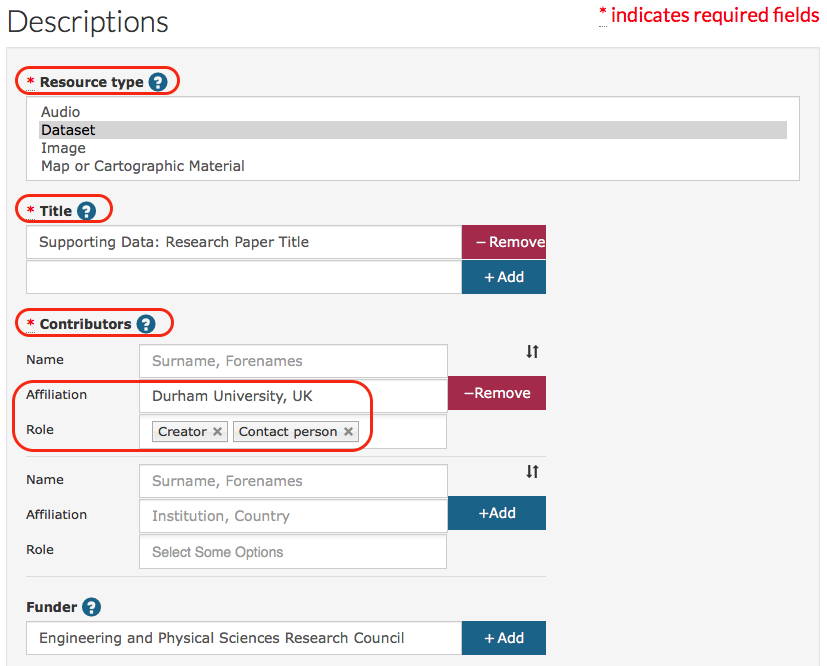 Descriptions
* indicates required fields
* Resource type ?
Audio
Dataset
Image
Map or Cartographic Material
* Title ?
Supporting Data: Research Paper Title
– Remove
+ Add
* Contributors ?
Name
Surname, Forenames
Affiliation
Durham University, UK
–Remove
Role
Creator ×
Contact person ×
Name
Surname, Forenames
Affiliation
Institution, Country
+Add
Role
Select Some Options
Funder ?
Engineering and Physical Sciences Research Council
+ Add